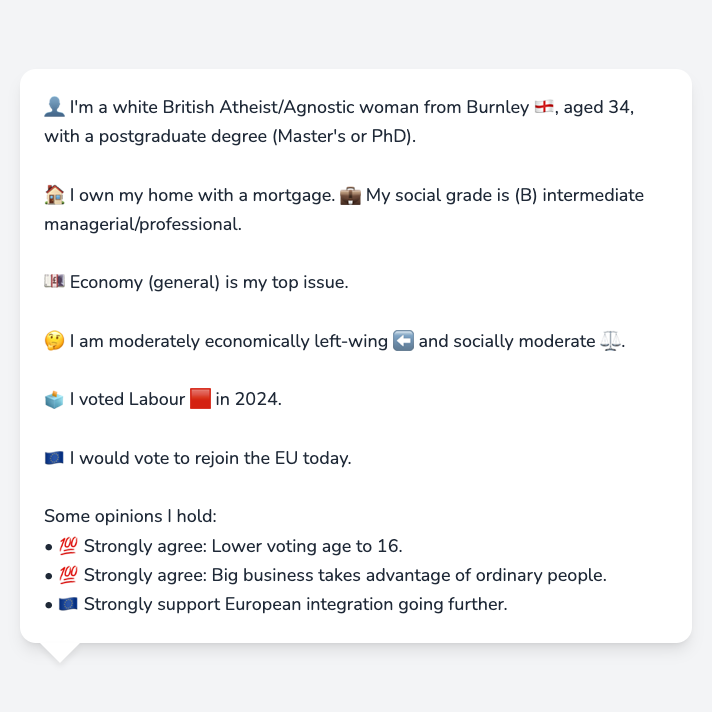 👤 I'm a white British Atheist/Agnostic woman from Burnley 🏴󠁧󠁢󠁥󠁮󠁧󠁿, aged 34,
with a postgraduate degree (Master's or PhD).
🏠 I own my home with a mortgage. 💼 My social grade is (B) intermediate
managerial/professional.
💷 Economy (general) is my top issue.
🤔 I am moderately economically left-wing ⬅️ and socially moderate ⚖️.
🗳️ I voted Labour 🟥 in 2024.
🇪🇺 I would vote to rejoin the EU today.
Some opinions I hold:
• 💯 Strongly agree: Lower voting age to 16.
• 💯 Strongly agree: Big business takes advantage of ordinary people.
• 🇪🇺 Strongly support European integration going further.